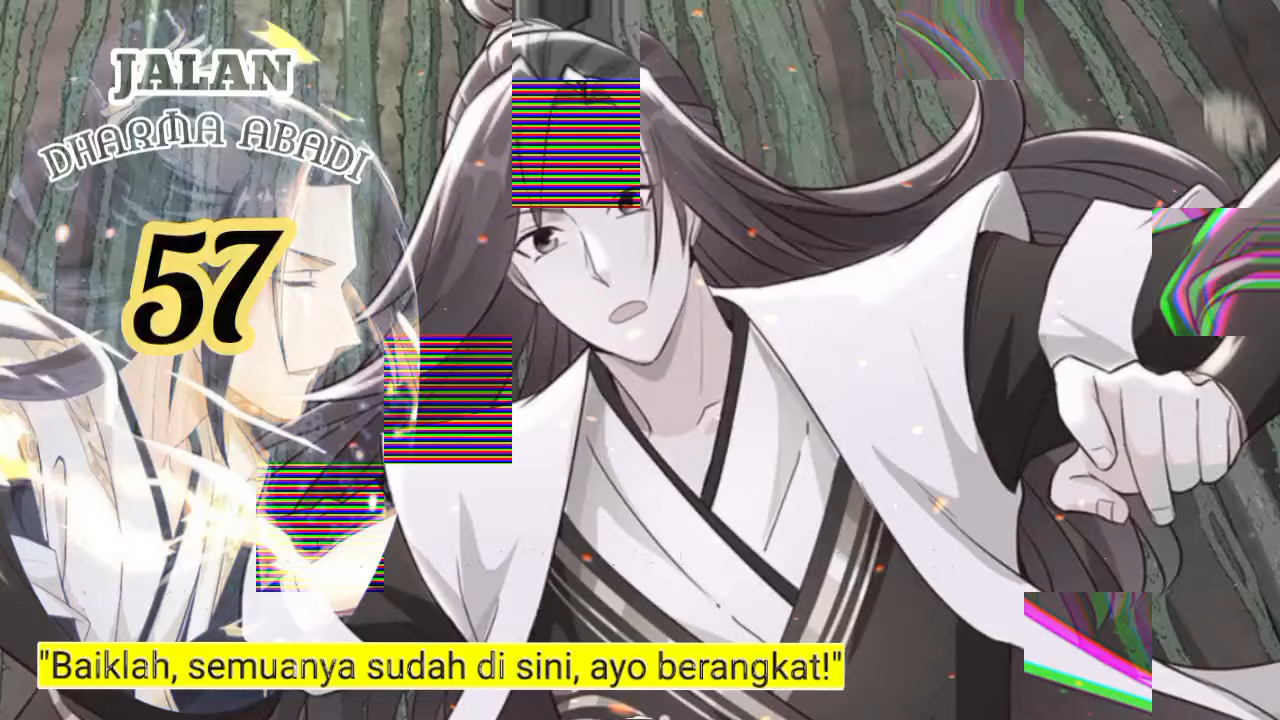 JALAN
DHARMA ABADI
57
"Baiklah, semuanya sudah di sini, ayo berangkat!"